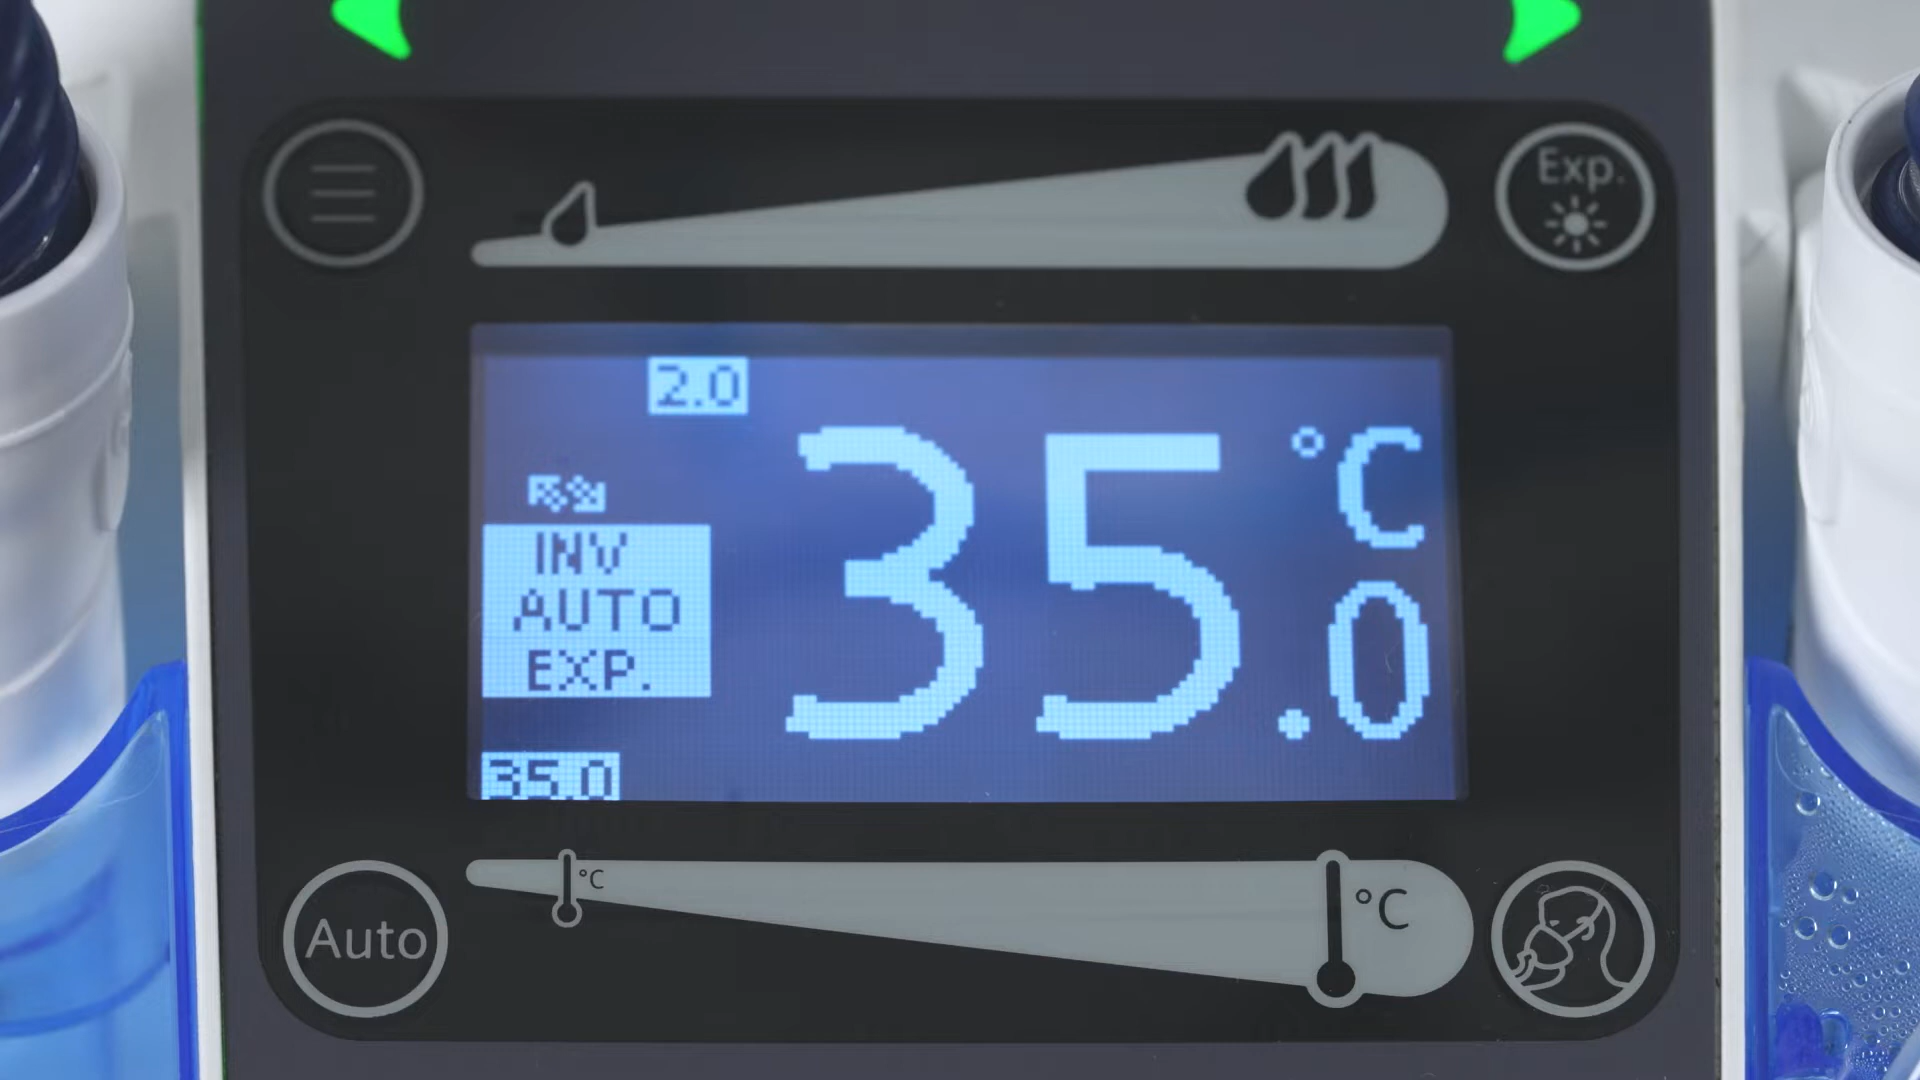 Exp.
2.0
35.0 °C
INV
AUTO
EXP.
35.0
°C
°C
Auto